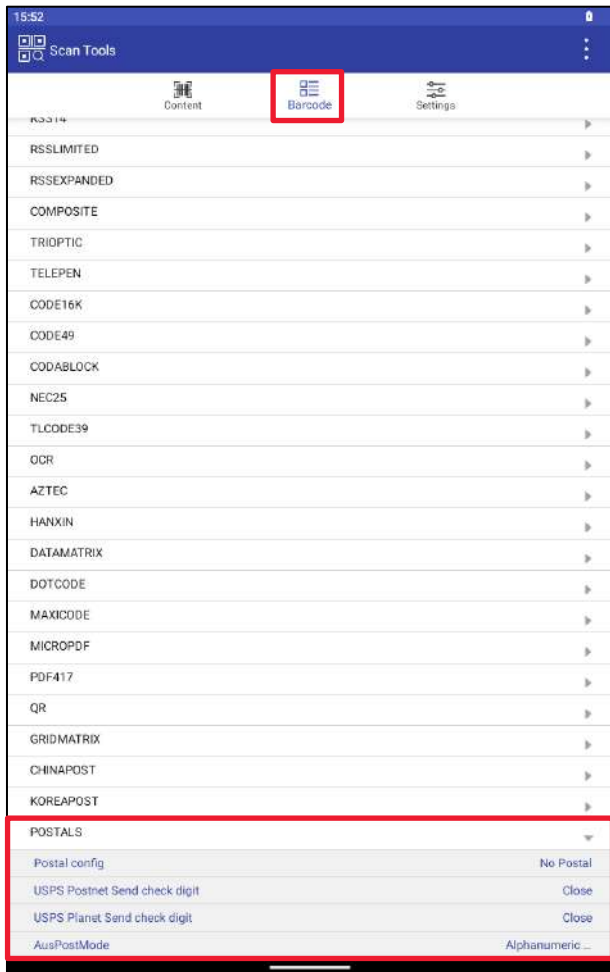 15:52
Scan Tools
Content Barcode Settings
RSS14
RSSLIMITED
RSSEXPANDED
COMPOSITE
TRIOPTIC
TELEPEN
CODE16K
CODE49
CODABLOCK
NEC25
TLCODE39
OCR
AZTEC
HANXIN
DATAMATRIX
DOTCODE
MAXICODE
MICROPDF
PDF417
QR
GRIDMATRIX
CHINAPOST
KOREAPOST
POSTALS
Postal config No Postal
USPS Postnet Send check digit Close
USPS Planet Send check digit Close
AusPostMode Alphanumeric ...